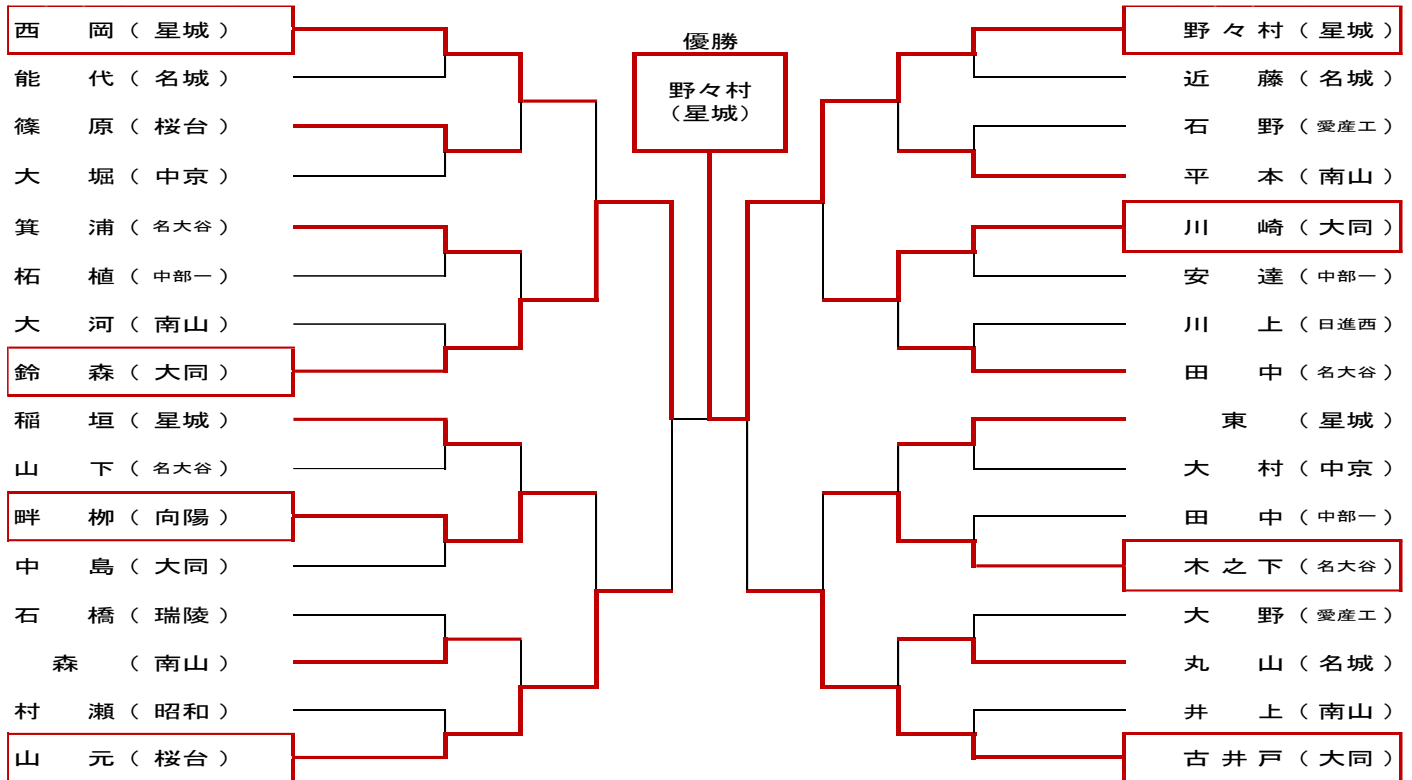 西岡（星城）
能代（名城）
篠原（桜台）
大堀（中京）
箕浦（名大谷）
柘植（中部一）
大河（南山）
鈴森（大同）
稲垣（星城）
山下（名大谷）
畔柳（向陽）
中島（大同）
石橋（瑞陵）
森（南山）
村瀬（昭和）
山元（桜台）
優勝
野々村
（星城）
野々村（星城）
近藤（名城）
石野（愛産工）
平本（南山）
川崎（大同）
安達（中部一）
川上（日進西）
田中（名大谷）
東（星城）
大村（中京）
田中（中部一）
木之下（名大谷）
大野（愛産工）
丸山（名城）
井上（南山）
古井戸（大同）